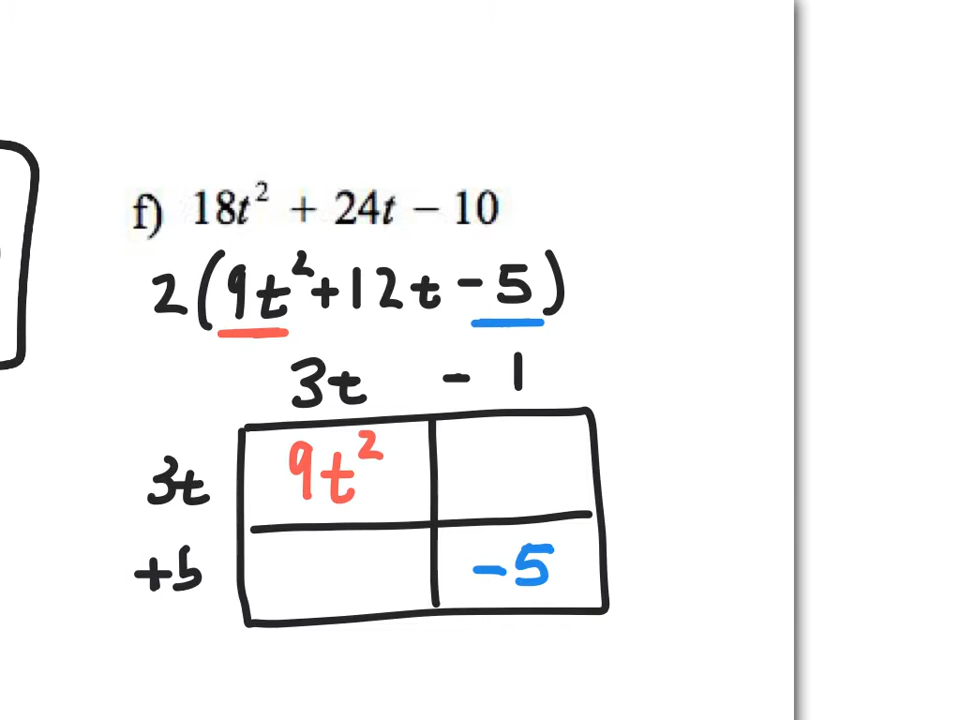 f) 18t² + 24t − 10
2(9t²+12t -5)
3t - 1
3t 9t²
+5 -5